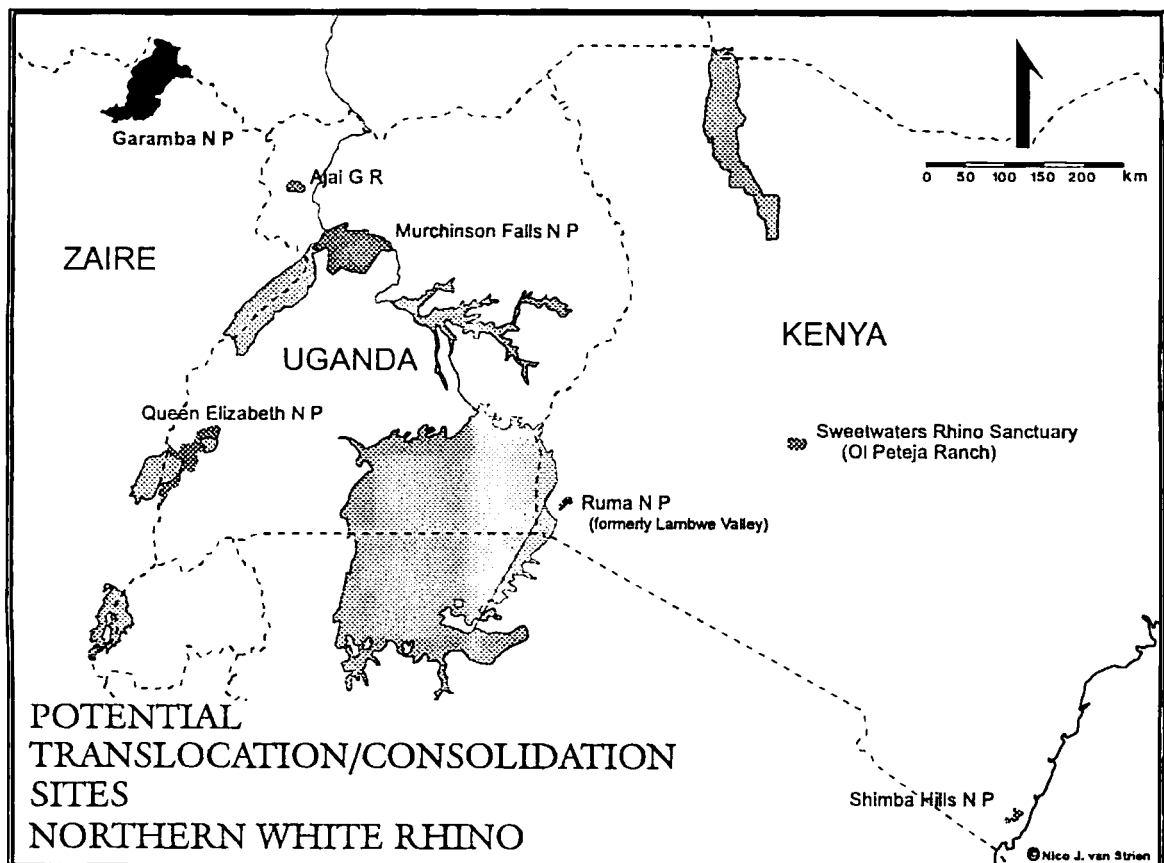 Garamba N P
Ajai G R
Murchinson Falls N P
0 50 100 150 200 km
ZAIRE
KENYA
UGANDA
Queen Elizabeth N P
Sweetwaters Rhino Sanctuary
(Ol Peteja Ranch)
Ruma N P
(formerly Lambwe Valley)
POTENTIAL
TRANSLOCATION/CONSOLIDATION
SITES
NORTHERN WHITE RHINO
Shimba Hills N P
©Nico J. van Strien